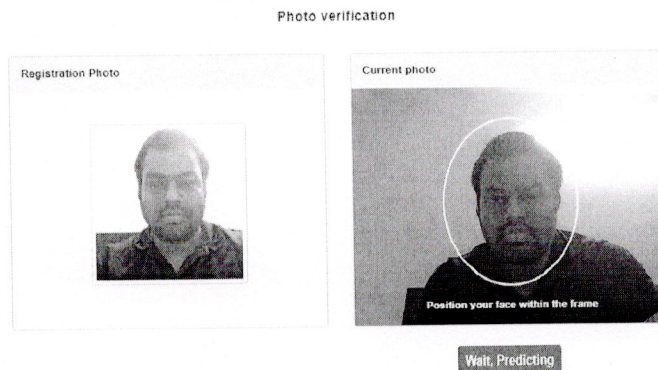 Photo verification
Registration Photo
Current photo
Position your face within the frame
Wait, Predicting